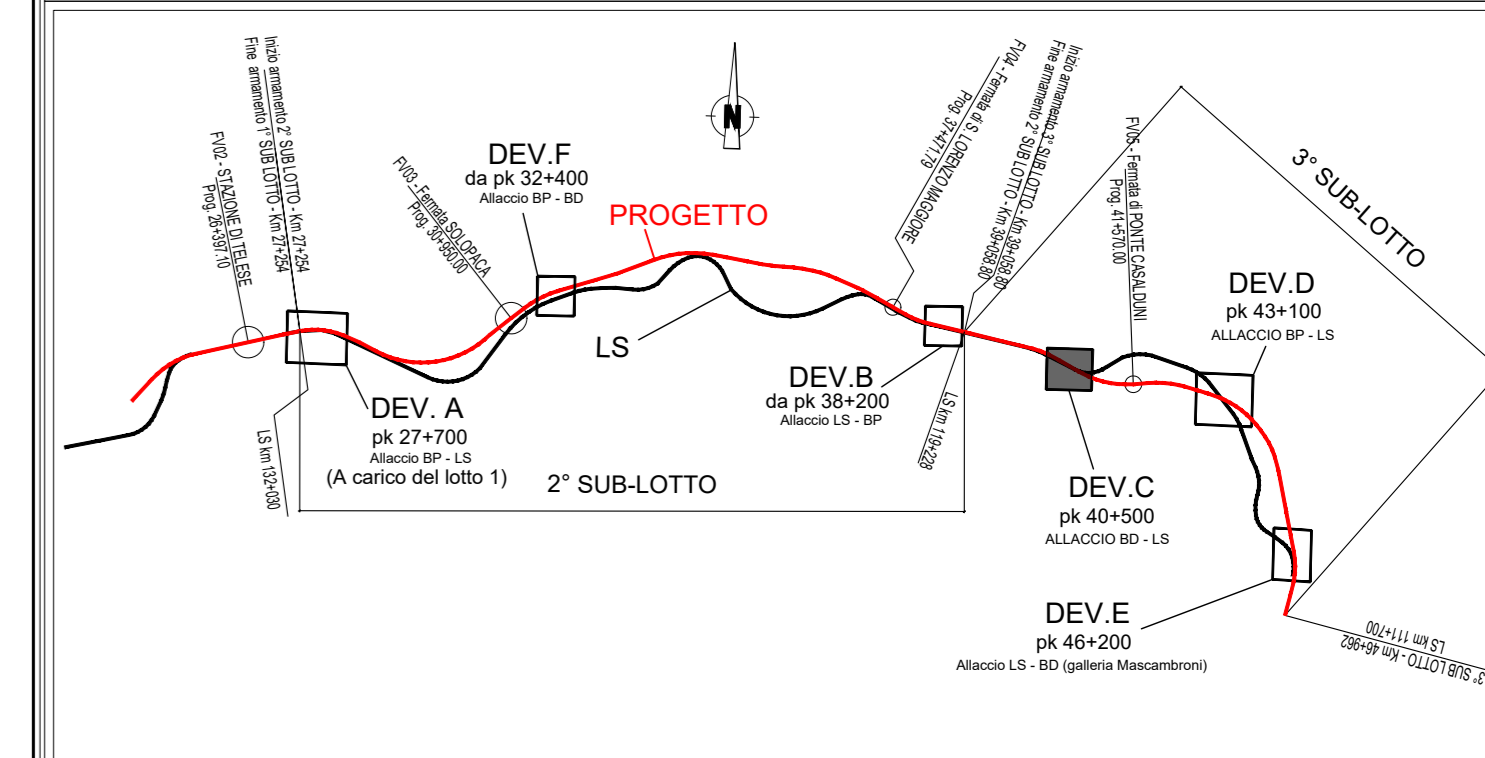 Inizio armamento 2° SUB LOTTO - Km 27+254
Fine armamento 1° SUB LOTTO - Km 27+254
FV02 - STAZIONE DI TELESE
Prog. 26+397.10
FV03 - Fermata SOLOPACA
Prog. 30+950.00
DEV.F
da pk 32+400
Allaccio BP - BD
N
PROGETTO
LS
FV04 - Fermata di S. LORENZO MAGGIORE
Prog. 37+471.79
Inizio armamento 3° SUB LOTTO - Km 39+058.80
Fine armamento 2° SUB LOTTO - Km 39+058.80
FV05 - Fermata di PONTE CASALDUNI
Prog. 41+570.00
3° SUB-LOTTO
DEV.D
pk 43+100
ALLACCIO BP - LS
DEV. A
pk 27+700
Allaccio BP - LS
(A carico del lotto 1)
LS km 132+030
2° SUB-LOTTO
DEV.B
da pk 38+200
Allaccio LS - BP
LS km 119+228
DEV.C
pk 40+500
ALLACCIO BD - LS
DEV.E
pk 46+200
Allaccio LS - BD (galleria Mascambroni)
LS km 111+700
3° SUB LOTTO - Km 46+962